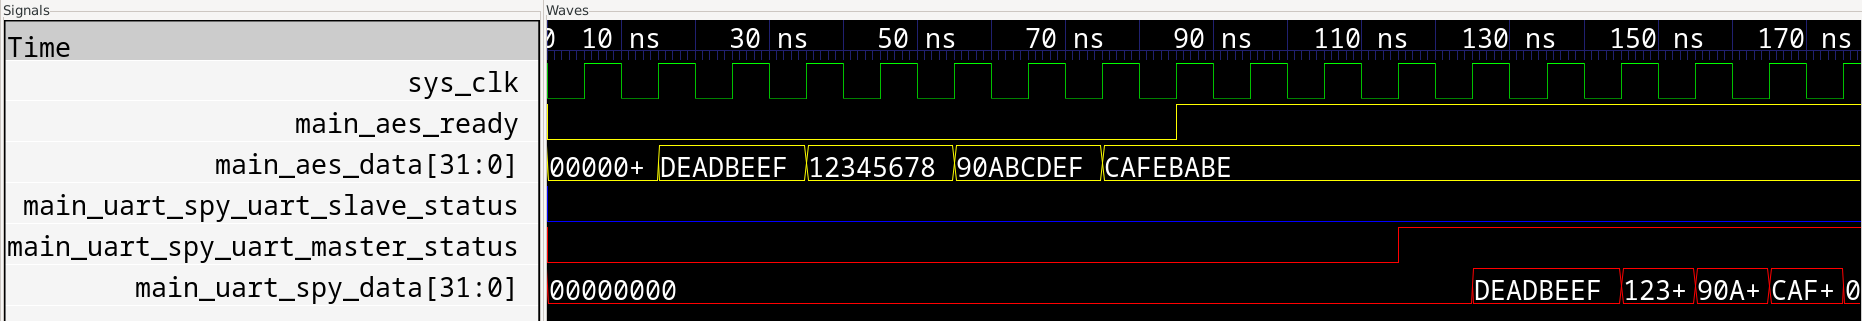 Signals Waves
Time 0 10 ns 30 ns 50 ns 70 ns 90 ns 110 ns 130 ns 150 ns 170 ns
sys_clk
main_aes_ready
main_aes_data[31:0] 00000+ DEADBEEF 12345678 90ABCDEF CAFEBABE
main_uart_spy_uart_slave_status
main_uart_spy_uart_master_status
main_uart_spy_data[31:0] 00000000 DEADBEEF 123+ 90A+ CAF+ 0